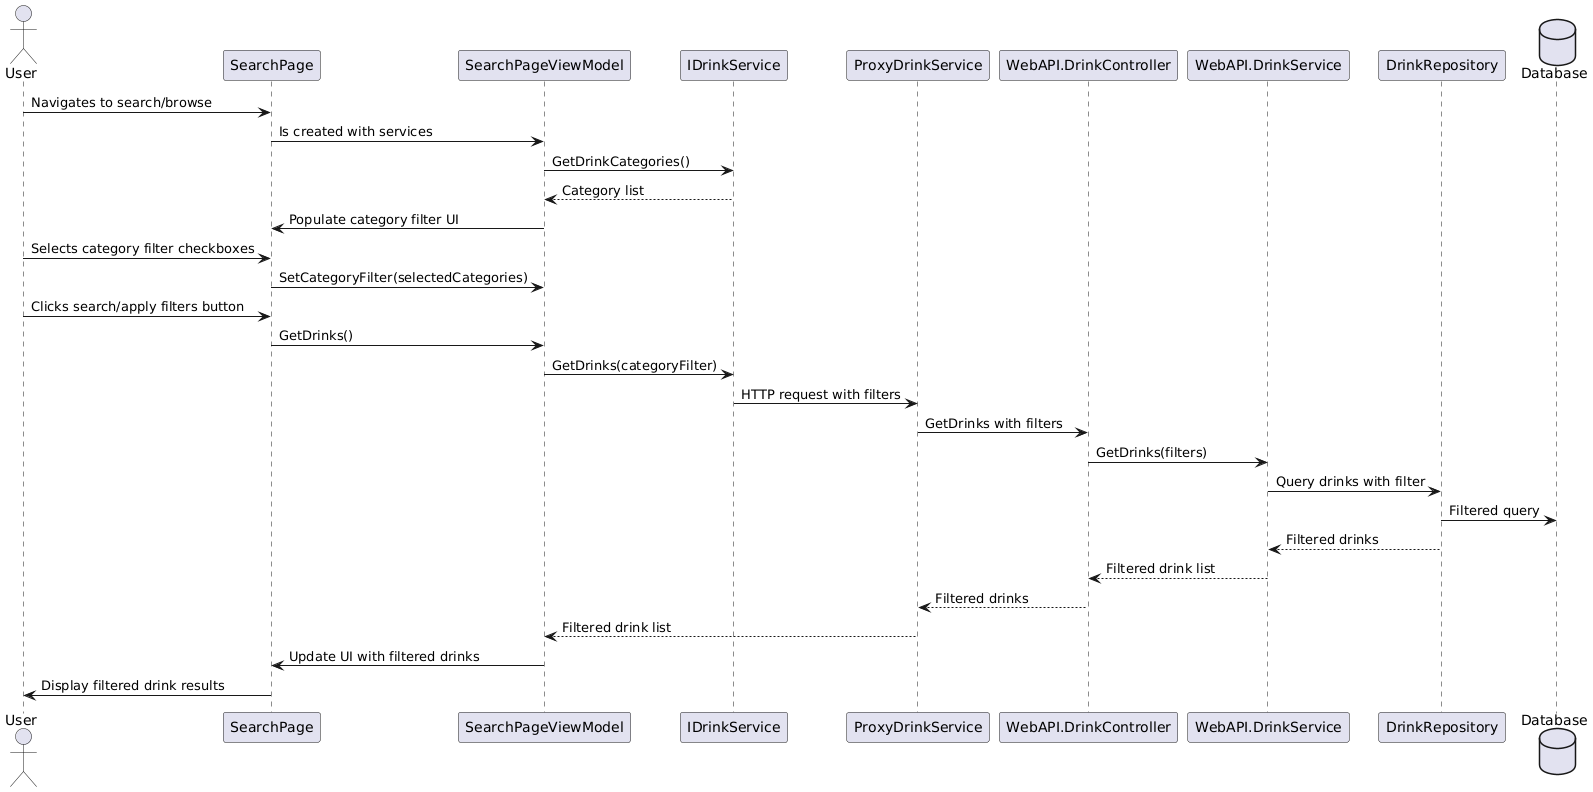 User
SearchPage
SearchPageViewModel
IDrinkService
ProxyDrinkService
WebAPI.DrinkController
WebAPI.DrinkService
DrinkRepository
Database
Navigates to search/browse
Is created with services
GetDrinkCategories()
Category list
Populate category filter UI
Selects category filter checkboxes
SetCategoryFilter(selectedCategories)
Clicks search/apply filters button
GetDrinks()
GetDrinks(categoryFilter)
HTTP request with filters
GetDrinks with filters
GetDrinks(filters)
Query drinks with filter
Filtered query
Filtered drinks
Filtered drink list
Filtered drinks
Filtered drink list
Update UI with filtered drinks
Display filtered drink results
User
SearchPage
SearchPageViewModel
IDrinkService
ProxyDrinkService
WebAPI.DrinkController
WebAPI.DrinkService
DrinkRepository
Database